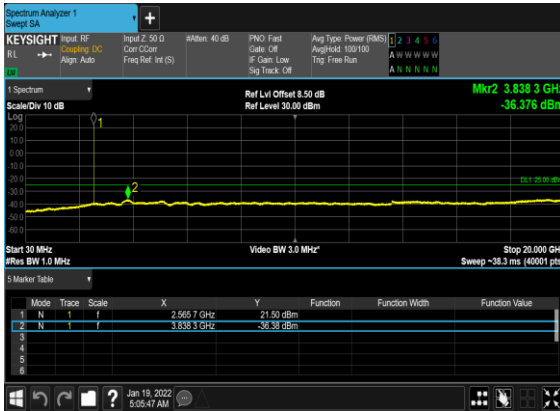 Spectrum Analyzer 1
Swept SA
+
KEYSIGHT
RL
Input: RF
Coupling: DC
Align: Auto
Input Z: 50 Ω
Corr CCorr
Freq Ref: Int (S)
#Atten: 40 dB
PNO: Fast
Gate: Off
IF Gain: Low
Sig Track: Off
Avg Type: Power (RMS)
Avg|Hold: 100/100
Trig: Free Run
1 2 3 4 5 6
A W W W W W
A N N N N N
1 Spectrum
Scale/Div 10 dB
Ref Lvl Offset 8.50 dB
Ref Level 30.00 dBm
Mkr2 3.838 3 GHz
-36.376 dBm
Log
20.0
10.0
0.00
-10.0
-20.0
-30.0
-40.0
-50.0
-60.0
1
2
DL1 -25.00 dBm
Start 30 MHz
#Res BW 1.0 MHz
Video BW 3.0 MHz*
Stop 20.000 GHz
Sweep ~38.3 ms (40001 pts)
5 Marker Table
Mode Trace Scale X Y Function Function Width Function Value
1 N 1 f 2.565 7 GHz 21.50 dBm
2 N 1 f 3.838 3 GHz -36.38 dBm
3
4
5
6
?
Jan 19, 2022
5:05:47 AM